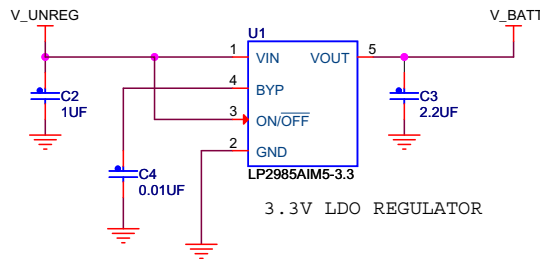 V_UNREG
V_BATT
U1
1
VIN
VOUT
5
4
BYP
3
ON/OFF
2
GND
C2
1UF
C3
2.2UF
C4
0.01UF
LP2985AIM5-3.3
3.3V LDO REGULATOR